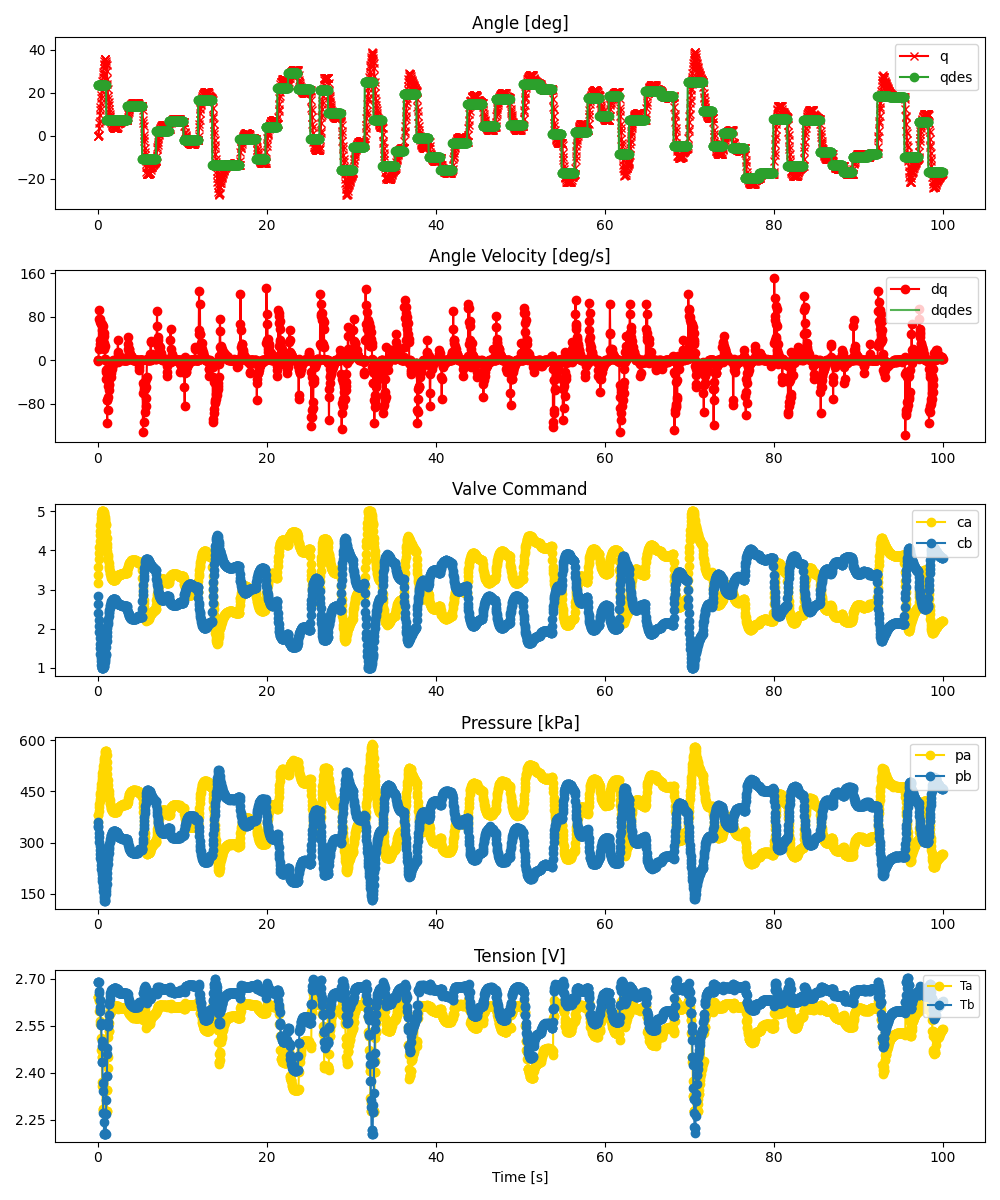 Angle [deg]
40
20
0
−20
q
qdes
0 20 40 60 80 100
Angle Velocity [deg/s]
160
80
0
−80
dq
dqdes
0 20 40 60 80 100
Valve Command
5
4
3
2
1
ca
cb
0 20 40 60 80 100
Pressure [kPa]
600
450
300
150
pa
pb
0 20 40 60 80 100
Tension [V]
2.70
2.55
2.40
2.25
Ta
Tb
0 20 40 60 80 100
Time [s]